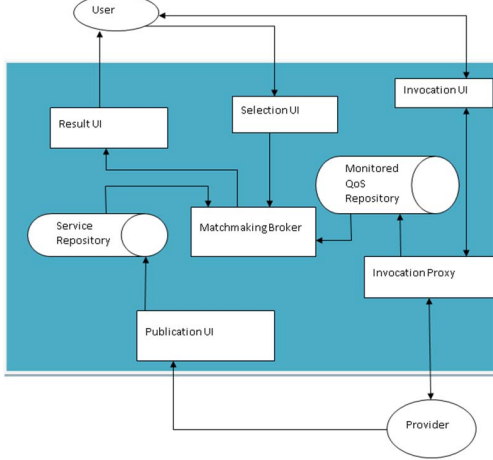 User
Invocation UI
Result UI
Selection UI
Monitored
QoS
Repository
Service
Repository
Matchmaking Broker
Invocation Proxy
Publication UI
Provider